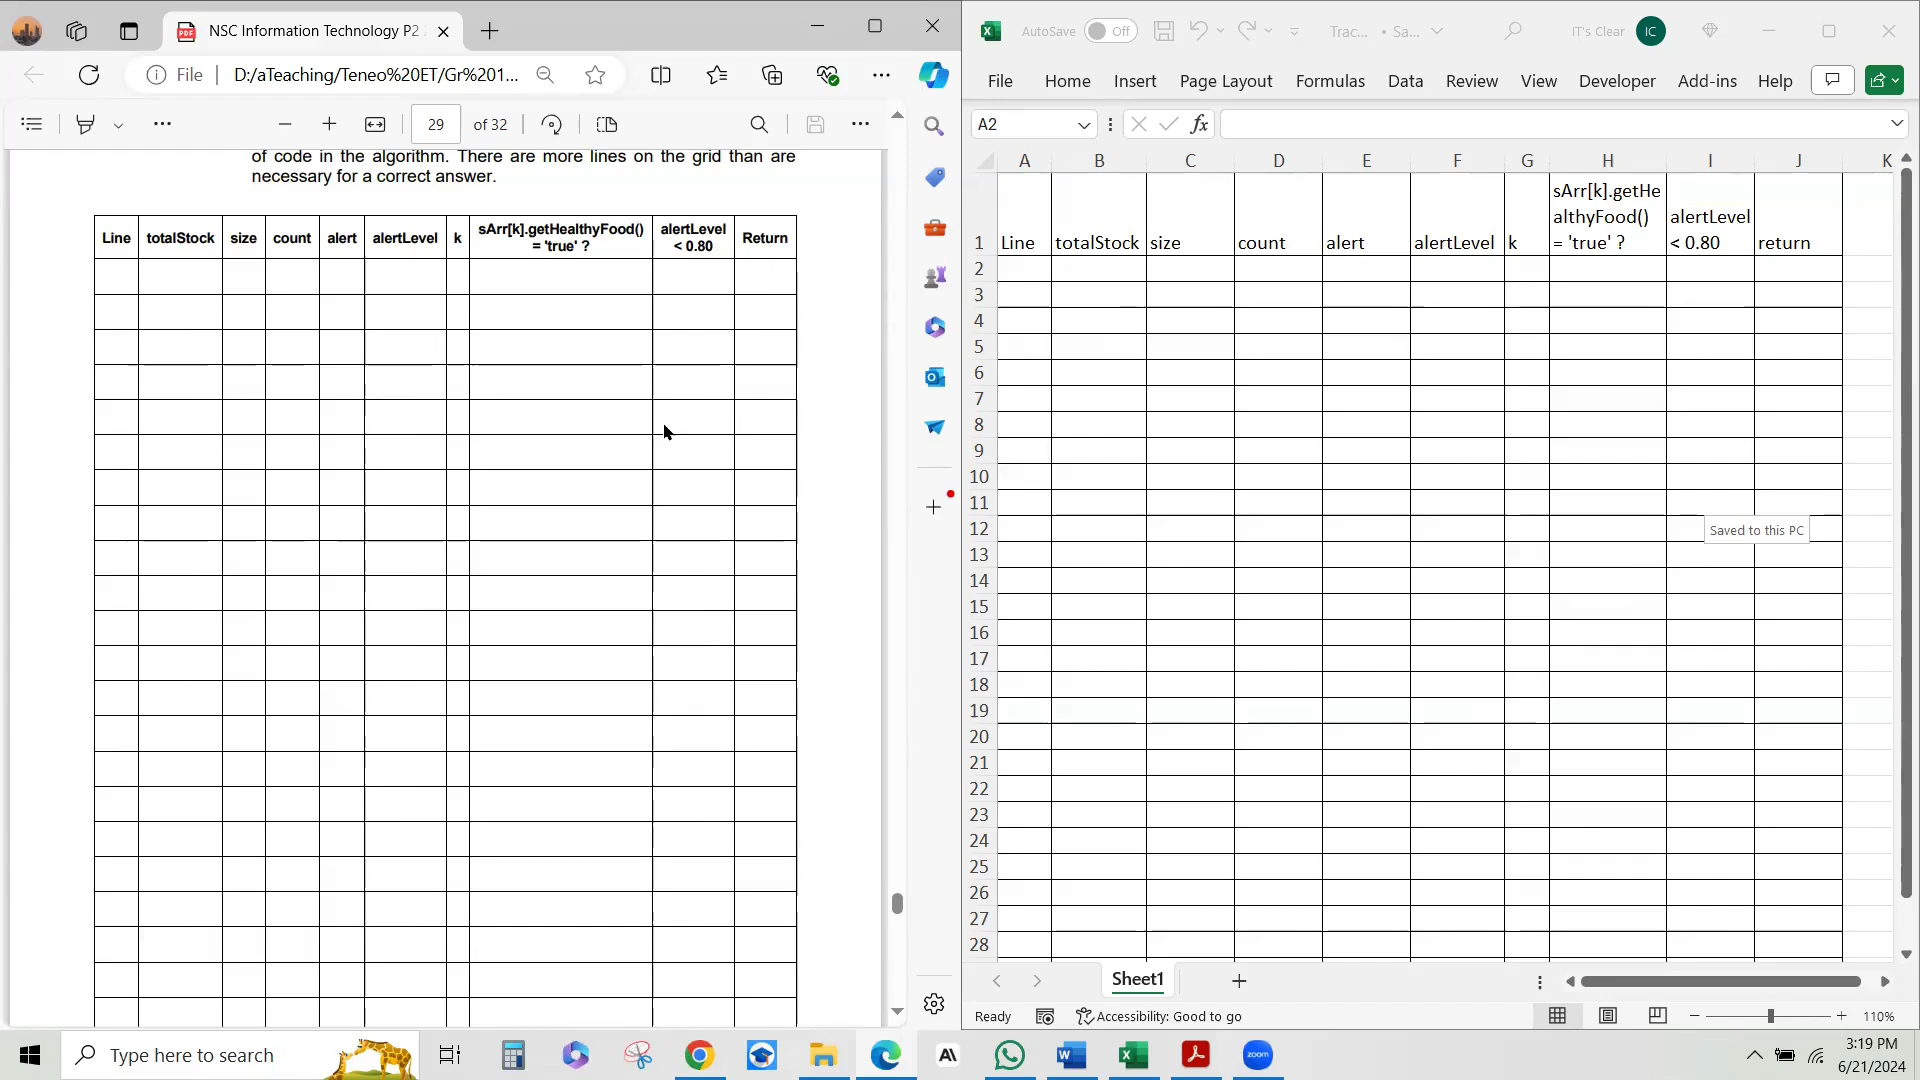 NSC Information Technology P2
File
D:/aTeaching/Teneo%20ET/Gr%201...
29
of 32
of code in the algorithm. There are more lines on the grid than are
necessary for a correct answer.
Line totalStock size count alert alertLevel k sArr[k].getHealthyFood() = 'true' ? alertLevel < 0.80 Return
AutoSave Off
Trac... • Sa...
IT's Clear
IC
File Home Insert Page Layout Formulas Data Review View Developer Add-ins Help
A2
fx
A B C D E F G H I J K
1 Line totalStock size count alert alertLevel k sArr[k].getHealthyFood() = 'true' ? alertLevel < 0.80 return
2
3
4
5
6
7
8
9
10
11
12
Saved to this PC
13
14
15
16
17
18
19
20
21
22
23
24
25
26
27
28
Sheet1
Ready
Accessibility: Good to go
110%
Type here to search
zoom
3:19 PM
6/21/2024